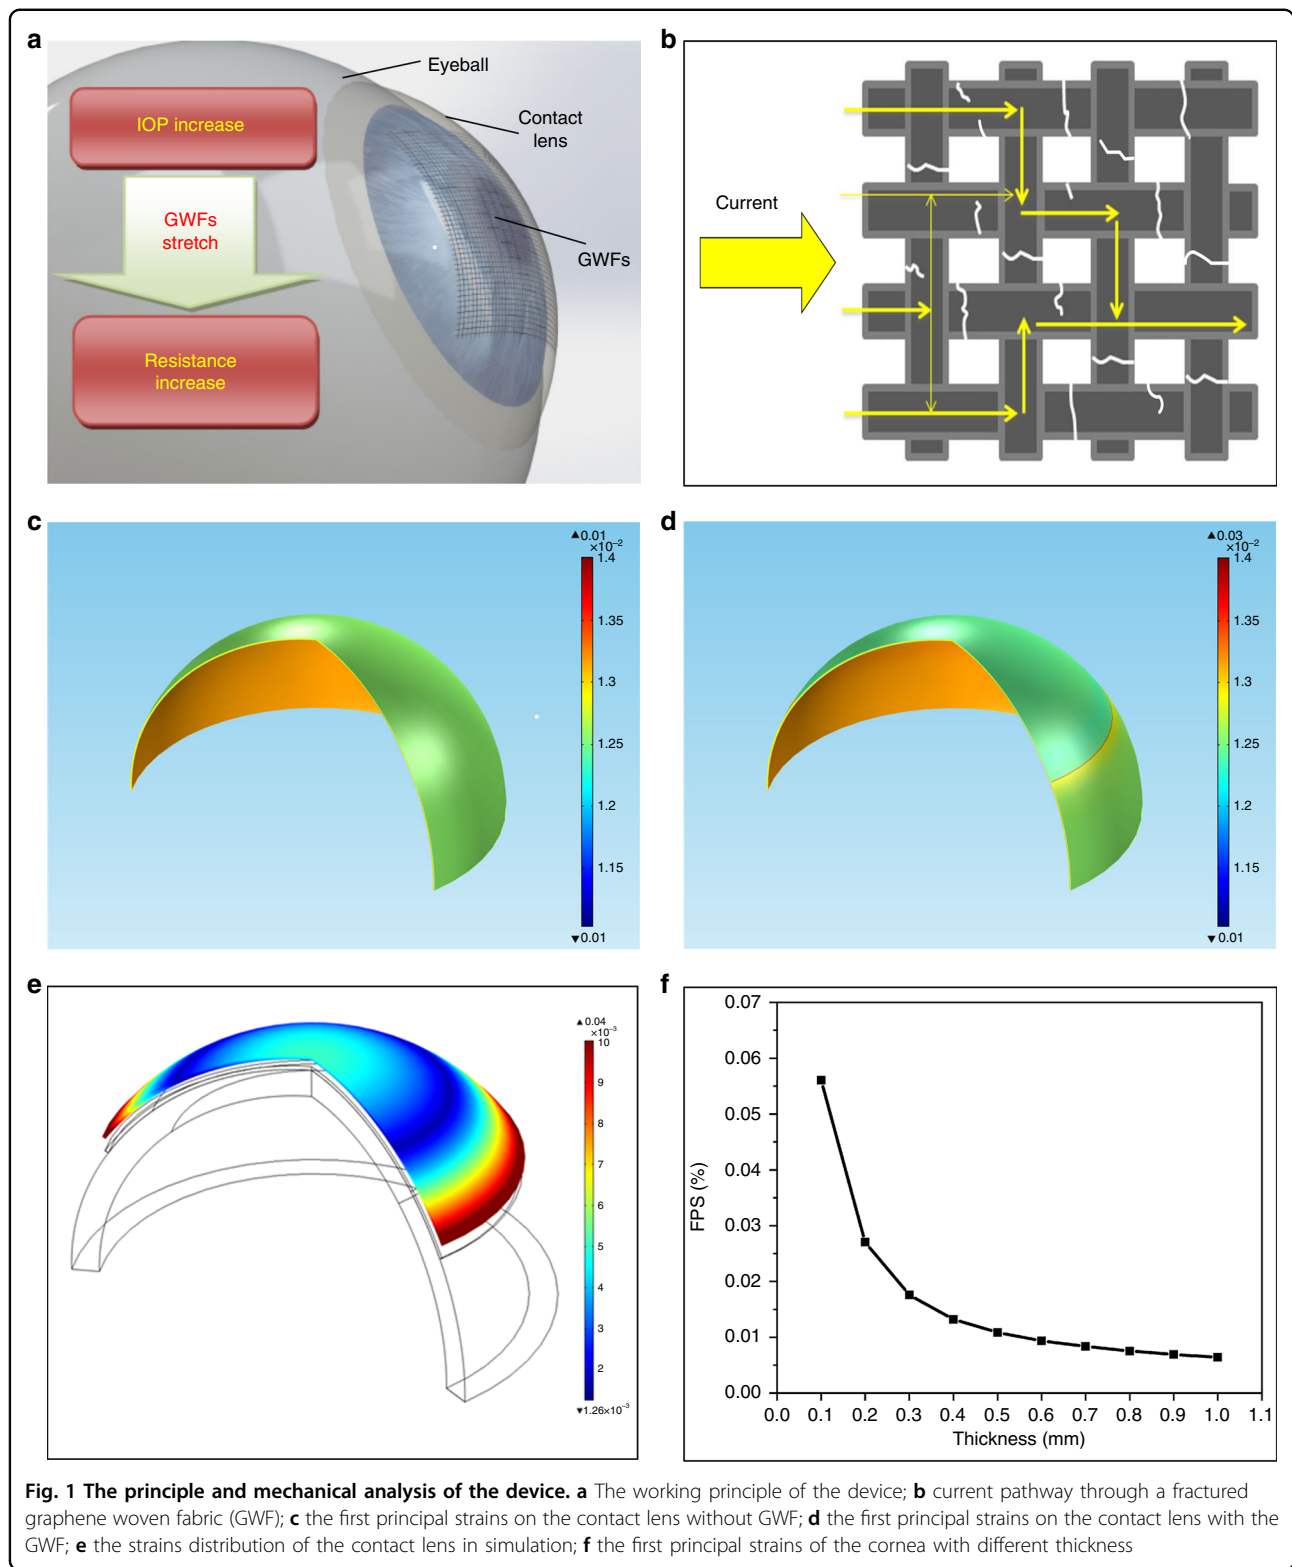 a
Eyeball
IOP increase
Contact
lens
GWFs
stretch
GWFs
Resistance
increase
b
Current
c
▲0.01
×10⁻²
1.4
1.35
1.3
1.25
1.2
1.15
▼0.01
d
▲0.03
×10⁻²
1.4
1.35
1.3
1.25
1.2
1.15
▼0.01
e
▲0.04
×10⁻³
10
9
8
7
6
5
4
3
2
▼1.26×10⁻³
f
0.07
0.06
0.05
0.04
0.03
0.02
0.01
0.00
FPS (%)
0.0 0.1 0.2 0.3 0.4 0.5 0.6 0.7 0.8 0.9 1.0 1.1
Thickness (mm)
Fig. 1 The principle and mechanical analysis of the device. a The working principle of the device; b current pathway through a fractured
graphene woven fabric (GWF); c the first principal strains on the contact lens without GWF; d the first principal strains on the contact lens with the
GWF; e the strains distribution of the contact lens in simulation; f the first principal strains of the cornea with different thickness